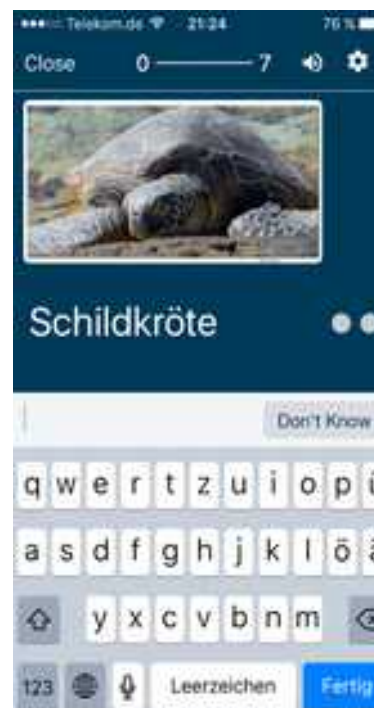 Telekom.de 21:24 76 %
Close 0 7
Schildkröte
Don't Know
q w e r t z u i o p ü
a s d f g h j k l ö ä
y x c v b n m
123 Leerzeichen Fertig